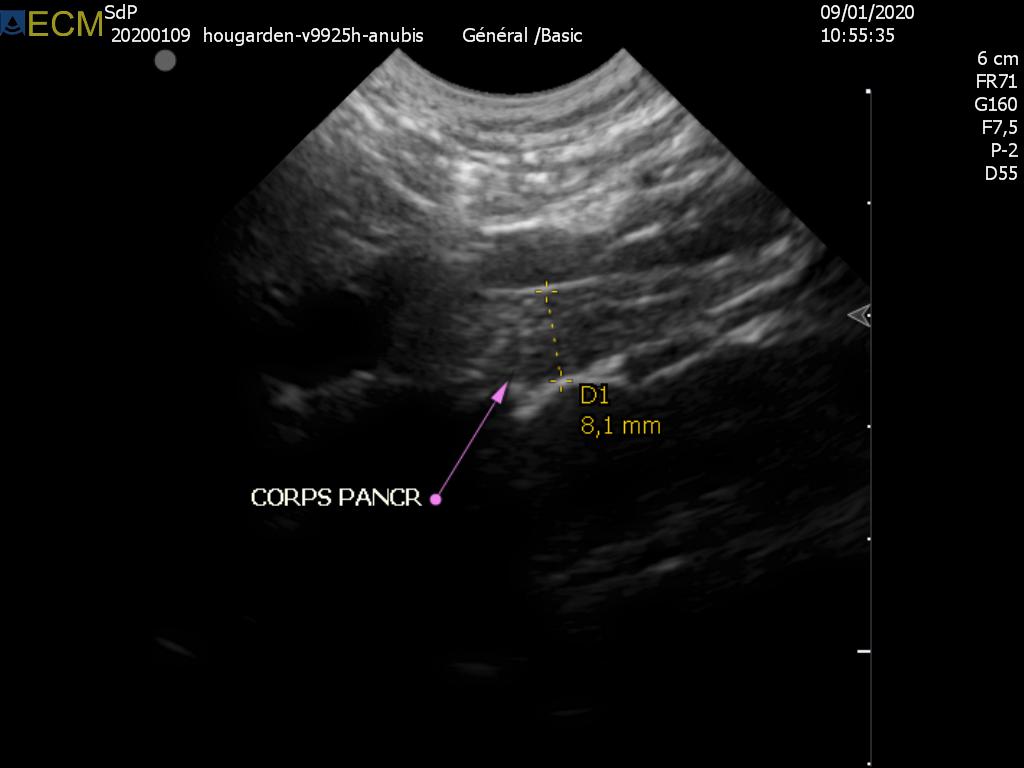 ECM
SdP
20200109 hougarden-v9925h-anubis Général /Basic
09/01/2020
10:55:35
6 cm
FR71
G160
F7,5
P-2
D55
D1
8,1 mm
CORPS PANCR